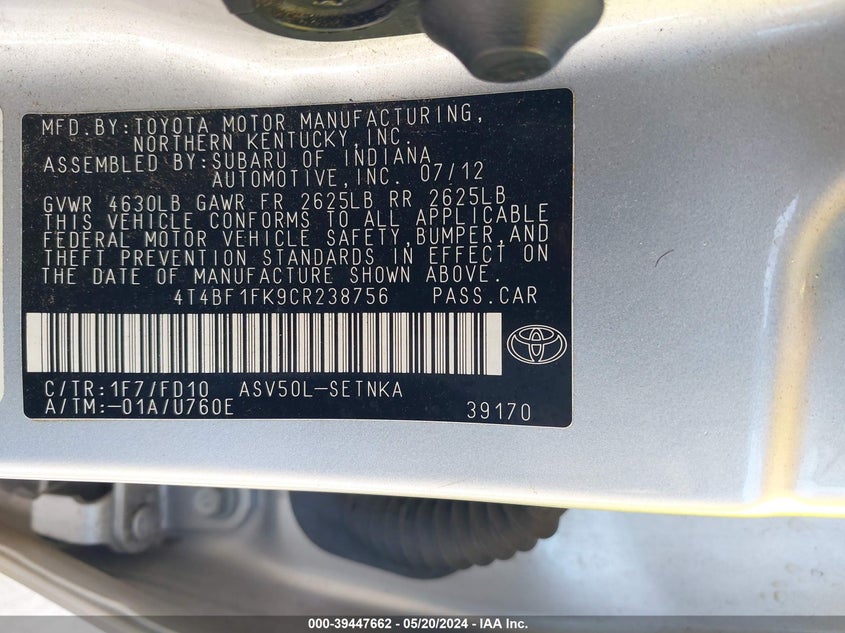 MFD.BY:TOYOTA MOTOR MANUFACTURING,
NORTHERN KENTUCKY,INC.
ASSEMBLED BY:SUBARU OF INDIANA
AUTOMOTIVE,INC. 07/12
GVWR 4630LB GAWR FR 2625LB RR 2625LB
THIS VEHICLE CONFORMS TO ALL APPLICABLE
FEDERAL MOTOR VEHICLE SAFETY,BUMPER,AND
THEFT PREVENTION STANDARDS IN EFFECT ON
THE DATE OF MANUFACTURE SHOWN ABOVE.
4T4BF1FK9CR238756 PASS.CAR
C/TR:1F7/FD10 ASV50L-SETNKA
A/TM:-01A/U760E 39170
000-39447662 - 05/20/2024 - IAA Inc.